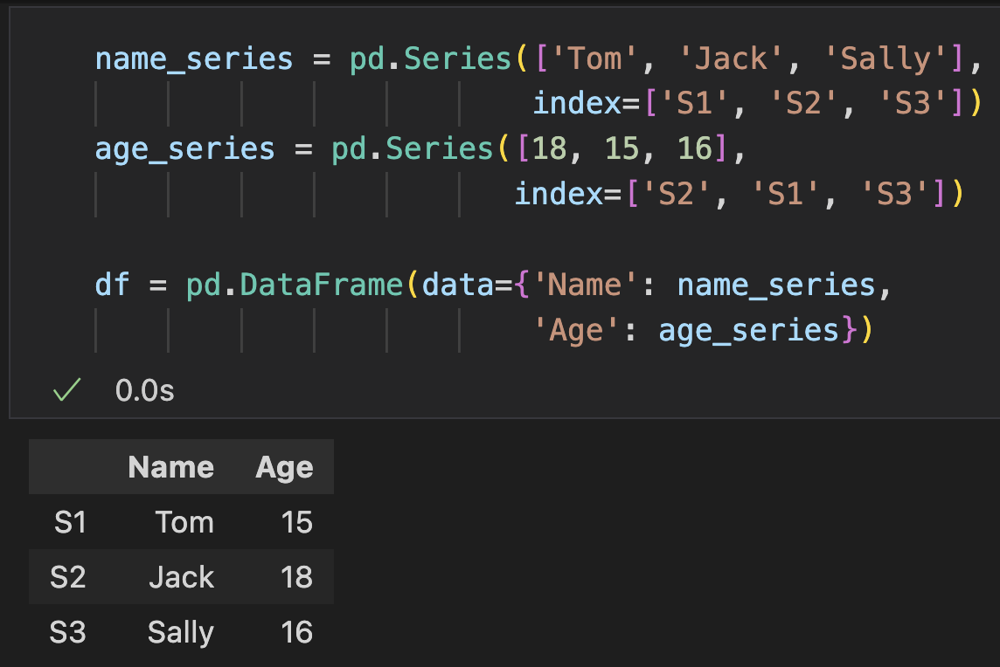 name_series = pd.Series(['Tom', 'Jack', 'Sally'],
index=['S1', 'S2', 'S3'])
age_series = pd.Series([18, 15, 16],
index=['S2', 'S1', 'S3'])
df = pd.DataFrame(data={'Name': name_series,
'Age': age_series})
✓ 0.0s
Name Age
S1 Tom 15
S2 Jack 18
S3 Sally 16